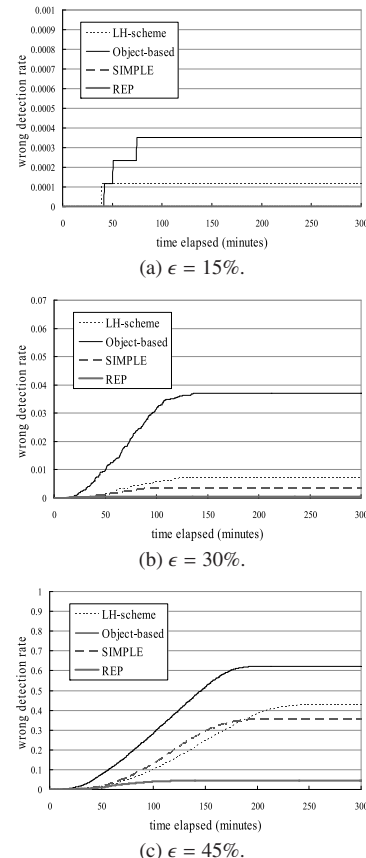 0.001
0.0009
0.0008
0.0007
0.0006
0.0005
0.0004
0.0003
0.0002
0.0001
0
wrong detection rate
LH-scheme
Object-based
SIMPLE
REP
0 50 100 150 200 250 300
time elapsed (minutes)
(a) ϵ = 15%.
0.07
0.06
0.05
0.04
0.03
0.02
0.01
0
wrong detection rate
LH-scheme
Object-based
SIMPLE
REP
0 50 100 150 200 250 300
time elapsed (minutes)
(b) ϵ = 30%.
1
0.9
0.8
0.7
0.6
0.5
0.4
0.3
0.2
0.1
0
wrong detection rate
LH-scheme
Object-based
SIMPLE
REP
0 50 100 150 200 250 300
time elapsed (minutes)
(c) ϵ = 45%.